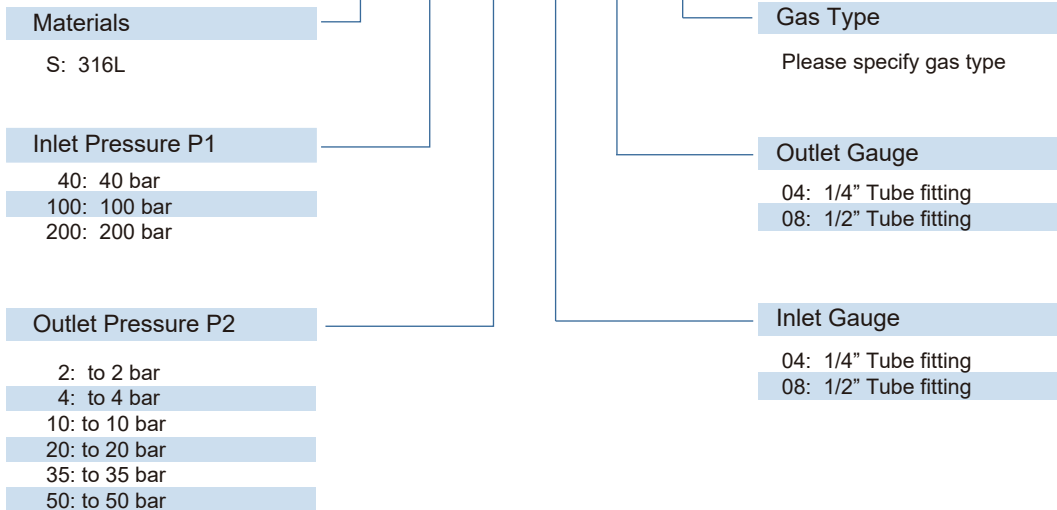 Materials
S: 316L
Inlet Pressure P1
40: 40 bar
100: 100 bar
200: 200 bar
Outlet Pressure P2
2: to 2 bar
4: to 4 bar
10: to 10 bar
20: to 20 bar
35: to 35 bar
50: to 50 bar
Gas Type
Please specify gas type
Outlet Gauge
04: 1/4” Tube fitting
08: 1/2” Tube fitting
Inlet Gauge
04: 1/4” Tube fitting
08: 1/2” Tube fitting